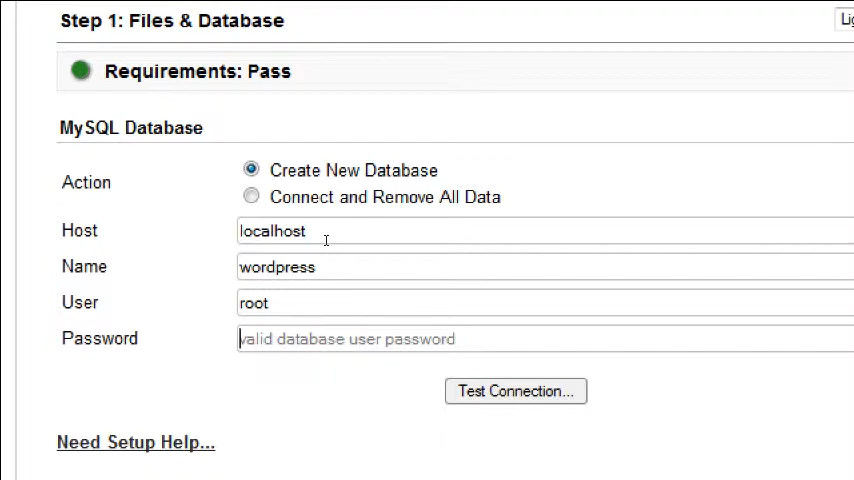 Step 1: Files & Database
Requirements: Pass
MySQL Database
Action
Create New Database
Connect and Remove All Data
Host localhost
Name wordpress
User root
Password valid database user password
Test Connection...
Need Setup Help...